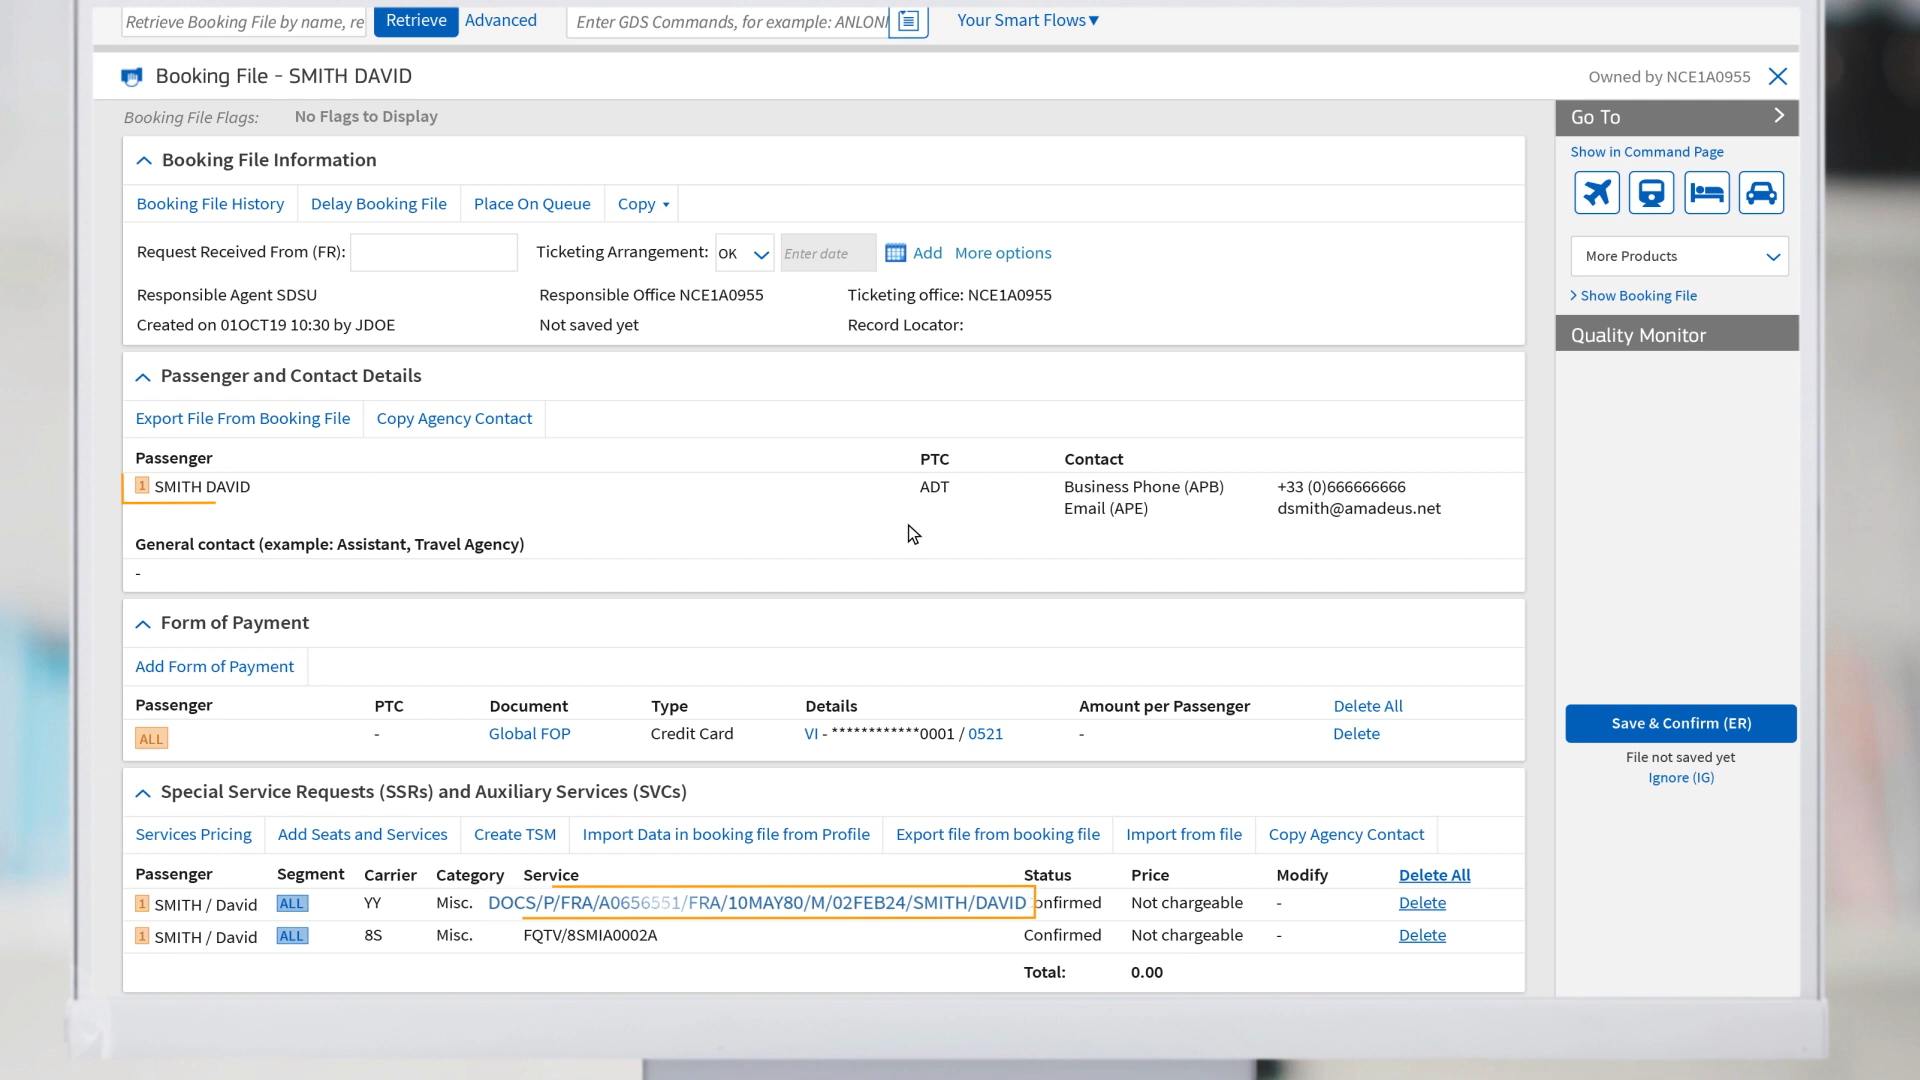 Retrieve Booking File by name, re Retrieve Advanced Enter GDS Commands, for example: ANLONI Your Smart Flows
Booking File - SMITH DAVID Owned by NCE1A0955
Booking File Flags: No Flags to Display
Booking File Information
Booking File History Delay Booking File Place On Queue Copy
Request Received From (FR): Ticketing Arrangement: OK Enter date Add More options
Responsible Agent SDSU Responsible Office NCE1A0955 Ticketing office: NCE1A0955
Created on 01OCT19 10:30 by JDOE Not saved yet Record Locator:
Passenger and Contact Details
Export File From Booking File Copy Agency Contact
Passenger PTC Contact
1 SMITH DAVID ADT Business Phone (APB) +33 (0)666666666
Email (APE) dsmith@amadeus.net
General contact (example: Assistant, Travel Agency)
-
Form of Payment
Add Form of Payment
Passenger PTC Document Type Details Amount per Passenger Delete All
ALL - Global FOP Credit Card VI - ************0001 / 0521 - Delete
Special Service Requests (SSRs) and Auxiliary Services (SVCs)
Services Pricing Add Seats and Services Create TSM Import Data in booking file from Profile Export file from booking file Import from file Copy Agency Contact
Passenger Segment Carrier Category Service Status Price Modify Delete All
1 SMITH / David ALL YY Misc. DOCS/P/FRA/A0656551/FRA/10MAY80/M/02FEB24/SMITH/DAVID onfirmed Not chargeable - Delete
1 SMITH / David ALL 8S Misc. FQTV/8SMIA0002A Confirmed Not chargeable - Delete
Total: 0.00
Go To
Show in Command Page
More Products
Show Booking File
Quality Monitor
Save & Confirm (ER)
File not saved yet
Ignore (IG)